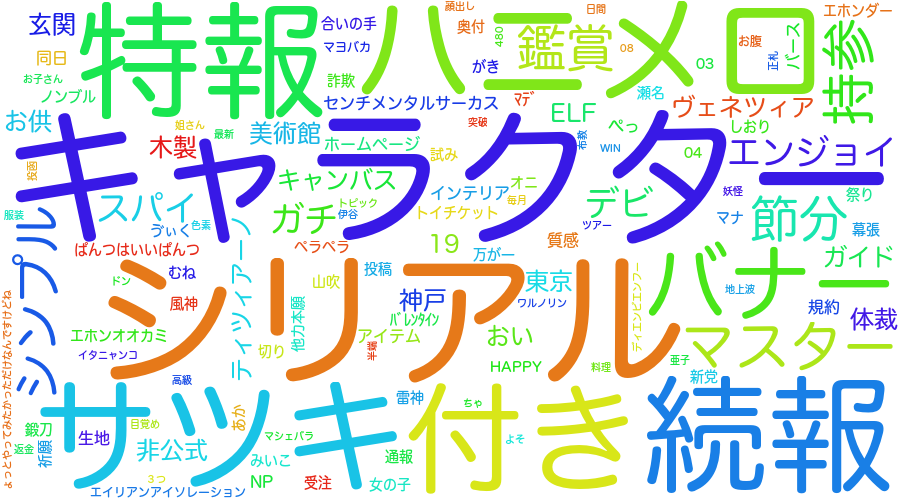 玄関
特報
ハニメロ
合いの手
マヨバカ
顔出し
奥付
480
鑑賞
日間
08
お腹
正札
バース
エホンダー
持参
同日
お子さん
ノンブル
詐欺
がき
03
瀬名
センチメンタルサーカス
マデ
ELF
ヴェネツィア
お供
姐さん
最新
美術館
突破
布教
ぺっ
しおり
木製
ホームページ
試み
WIN
04
エンジョイ
投函
キャラクター
キャンバス
インテリア
オニ
毎月
妖怪
祭り
服装
スパイ
色素
ガチ
トピック
伊谷
トイチケット
デビ
マナ
節分
幕張
ゔぃく
ツアー
ぱんつはいいぱんつ
ペラペラ
19
質感
万が一
ガイド
シンプル
ティツィアーノ
むね
山吹
投稿
東京
地上波
バナー
ドン
シリアル
風神
神戸
ワルノリン
ディエンビエンフー
規約
体裁
他力本願
バレンタイン
エホンオオカミ
イタニャンコ
切り
半端
アイテム
おい
マスター
ょっとやってみたかっただけなんですけどね
高級
HAPPY
料理
亜子
新党
サツキ
付き
続報
雷神
ちゃ
鍛刀
生地
目覚め
あか
マシェバラ
返金
祈願
非公式
みいこ
通報
よそ
3つ
NP
受注
女の子
エイリアンアイソレーション